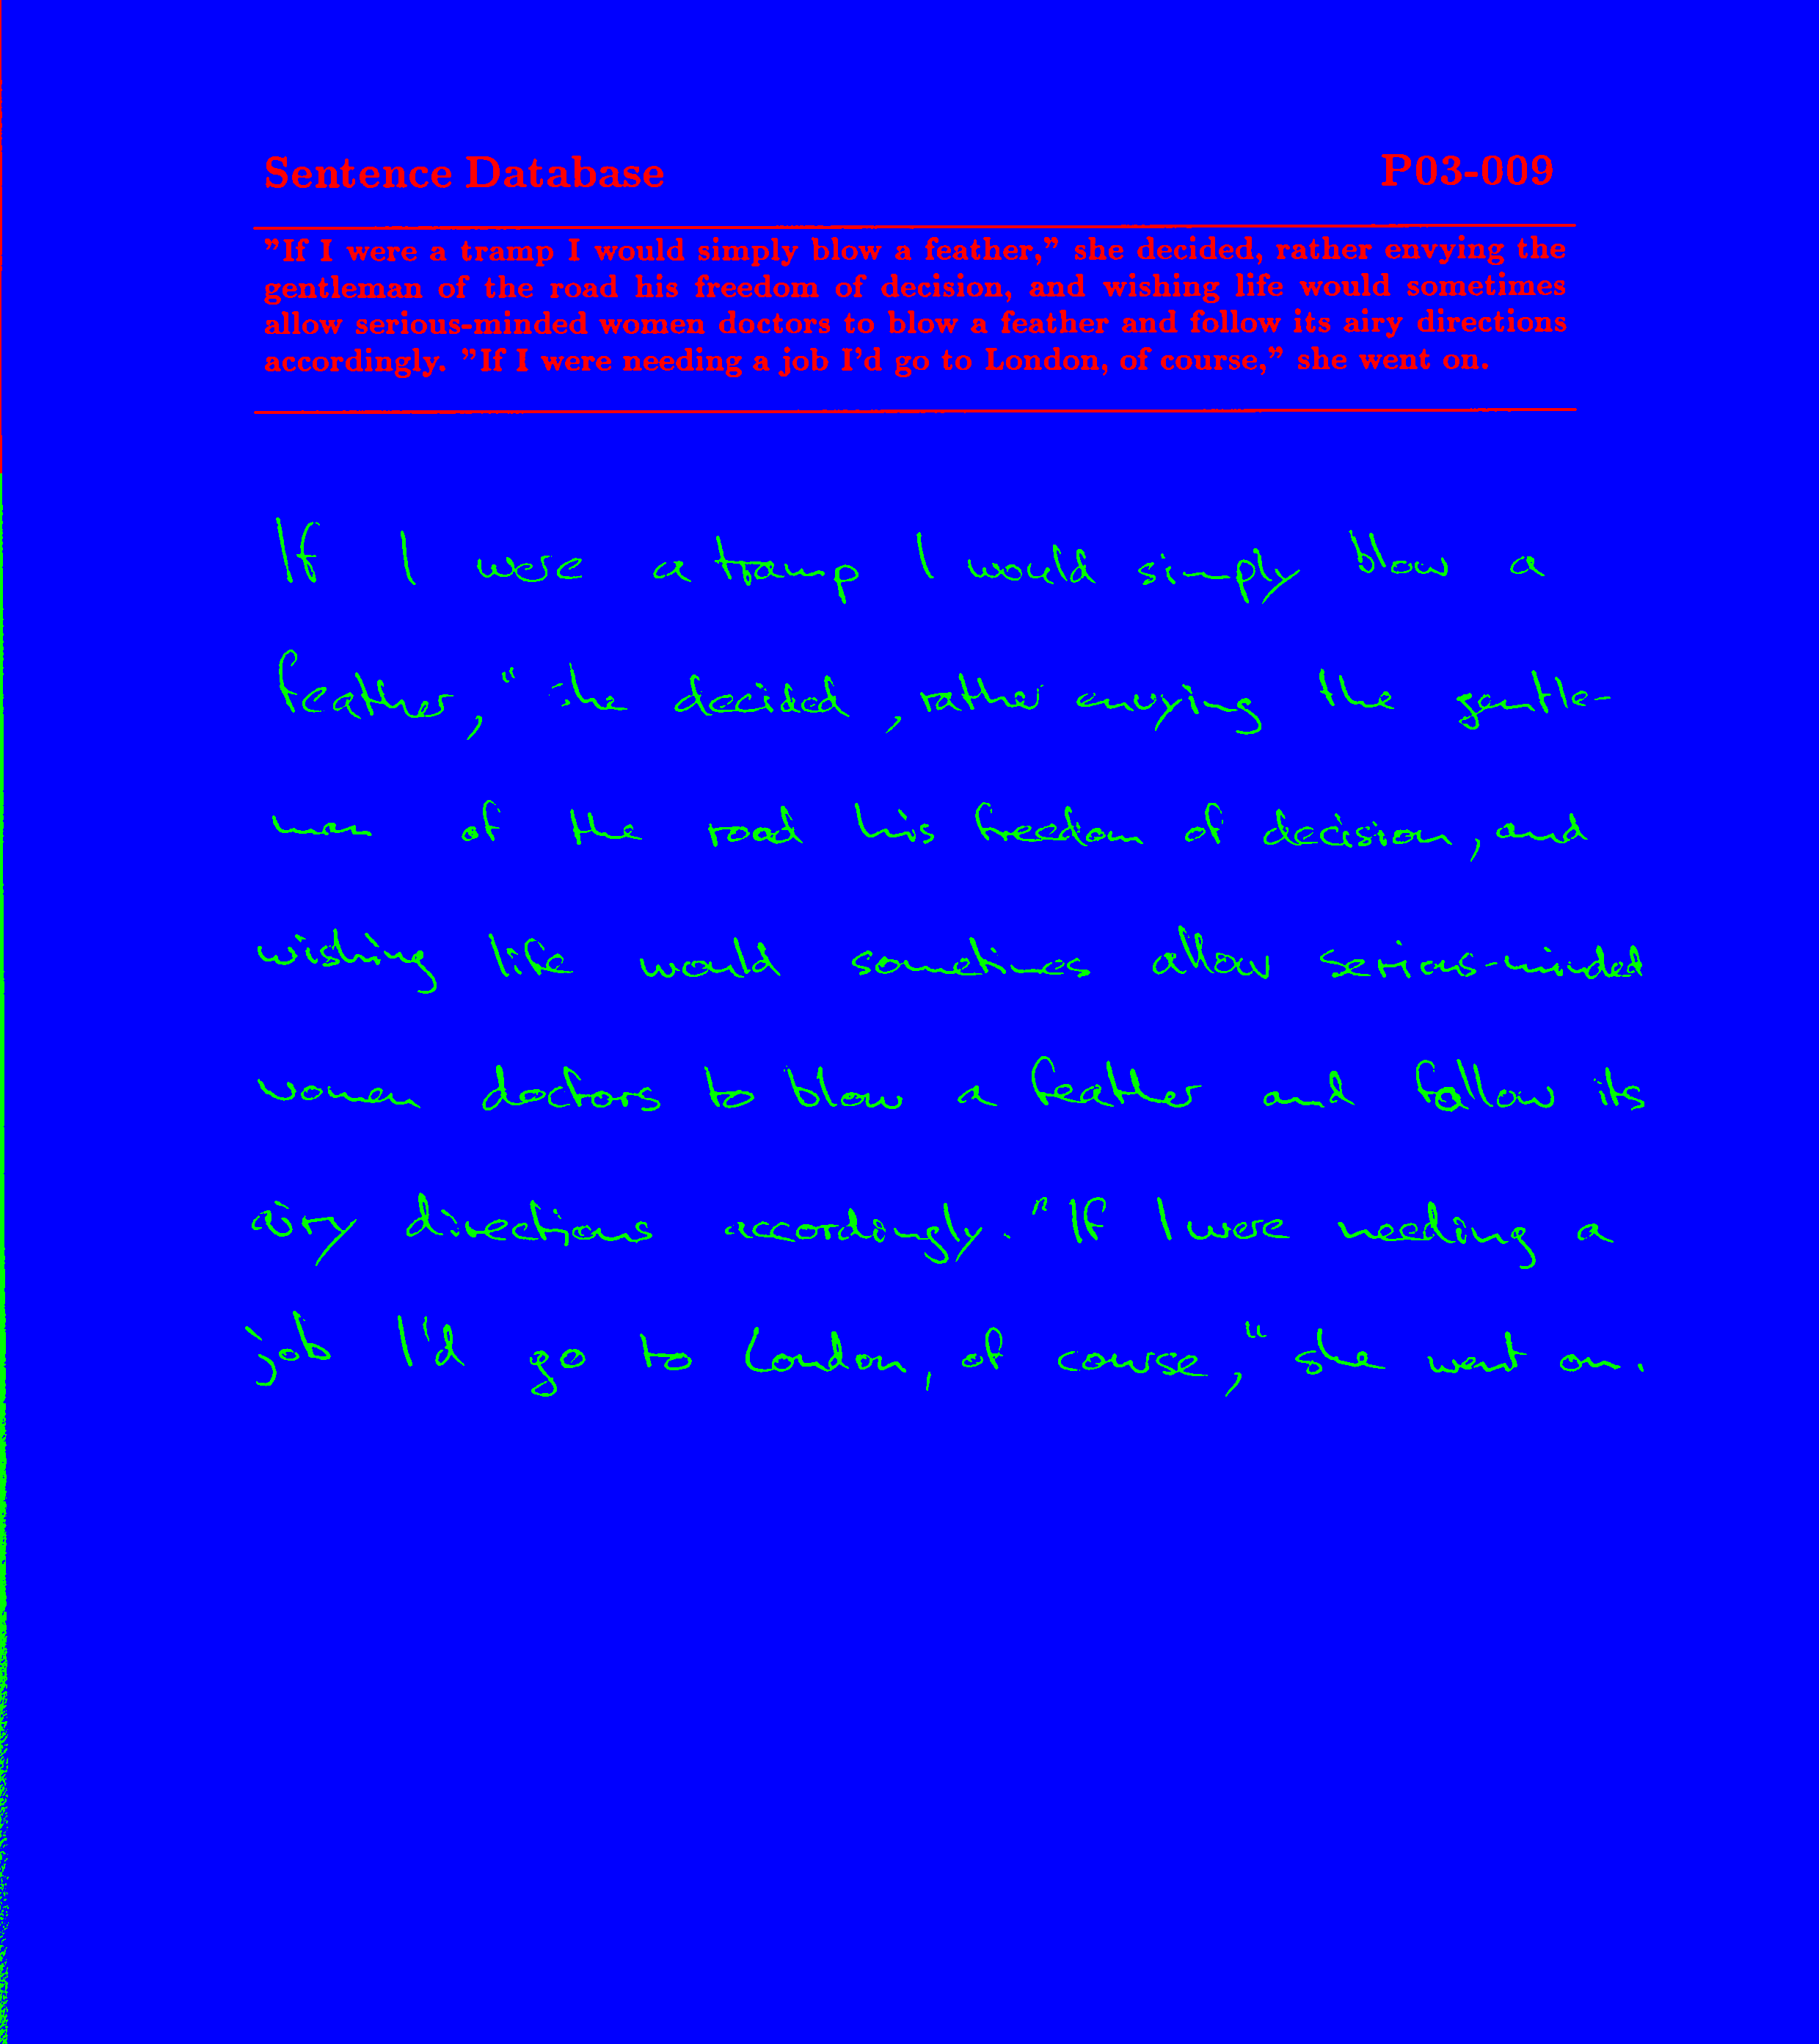 Sentence Database P03-009
"If I were a tramp I would simply blow a feather," she decided, rather envying the
gentleman of the road his freedom of decision, and wishing life would sometimes
allow serious-minded women doctors to blow a feather and follow its airy directions
accordingly. "If I were needing a job I'd go to London, of course," she went on.
If I were a tramp I would simply blow a
feather," she decided, rather envying the gentle-
man of the road his freedom of decision, and
wishing life would sometimes allow serious-minded
women doctors to blow a feather and follow its
airy directions accordingly. "If I were needing a
job I'd go to London, of course," she went on.